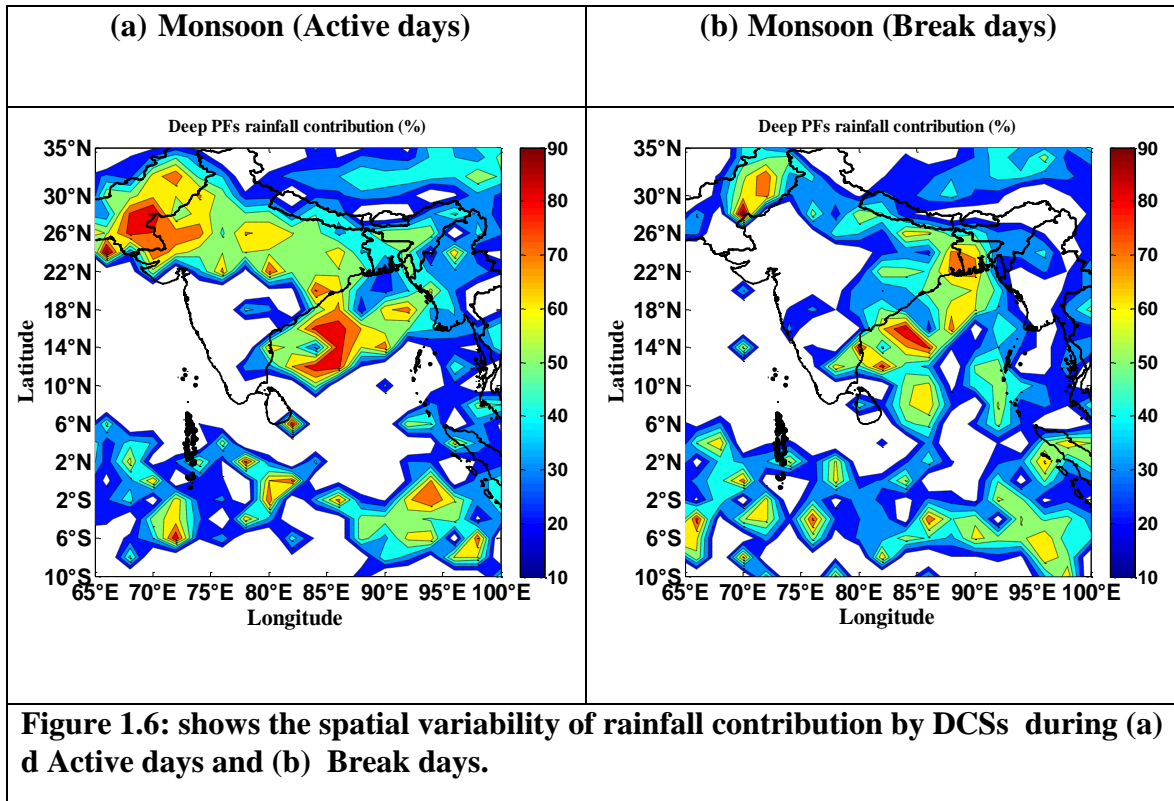 (a) Monsoon (Active days)
(b) Monsoon (Break days)
Deep PFs rainfall contribution (%)
35°N
30°N
26°N
22°N
18°N
14°N
10°N
6°N
2°N
2°S
6°S
10°S
Latitude
65°E 70°E 75°E 80°E 85°E 90°E 95°E 100°E
Longitude
90
80
70
60
50
40
30
20
10
Deep PFs rainfall contribution (%)
35°N
30°N
26°N
22°N
18°N
14°N
10°N
6°N
2°N
2°S
6°S
10°S
Latitude
65°E 70°E 75°E 80°E 85°E 90°E 95°E 100°E
Longitude
90
80
70
60
50
40
30
20
10
Figure 1.6: shows the spatial variability of rainfall contribution by DCSs during (a)
d Active days and (b) Break days.